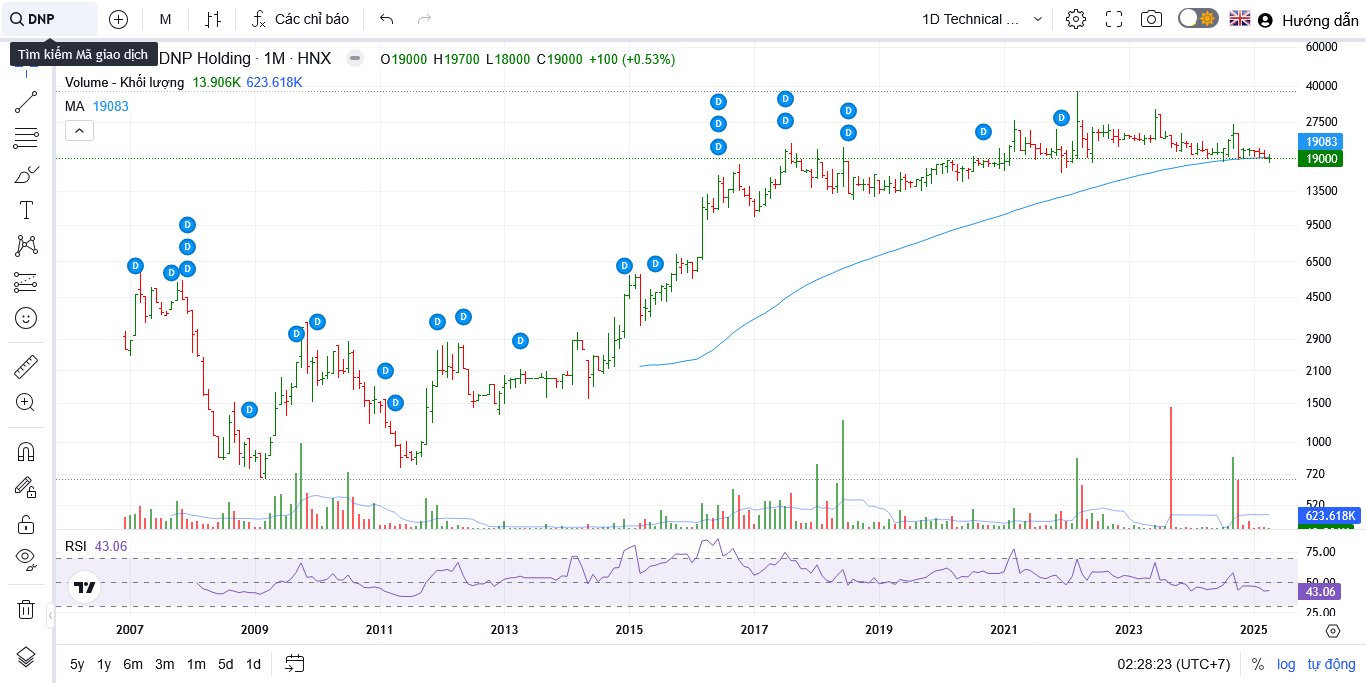 DNP
M
Các chỉ báo
1D Technical ...
Hướng dẫn
Tìm kiếm Mã giao dịch
DNP Holding · 1M · HNX
O19000 H19700 L18000 C19000 +100 (+0.53%)
Volume - Khối lượng 13.906K 623.618K
MA 19083
60000
40000
27500
19083
19000
13500
9500
6500
4500
2900
2100
1500
1000
720
520
623.618K
D D D D D D D D D D D D D D D D D D D D D D D D
RSI 43.06
75.00
50.00
43.06
25.00
2007 2009 2011 2013 2015 2017 2019 2021 2023 2025
5y 1y 6m 3m 1m 5d 1d
02:28:23 (UTC+7) % log tự động